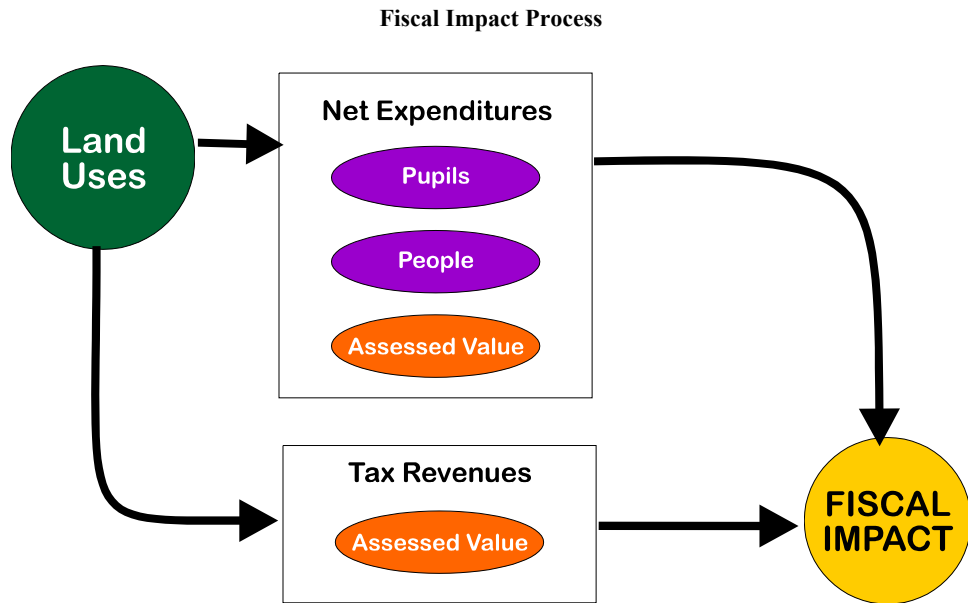 Fiscal Impact Process
Land
Uses
Net Expenditures
Pupils
People
Assessed Value
Tax Revenues
Assessed Value
FISCAL
IMPACT